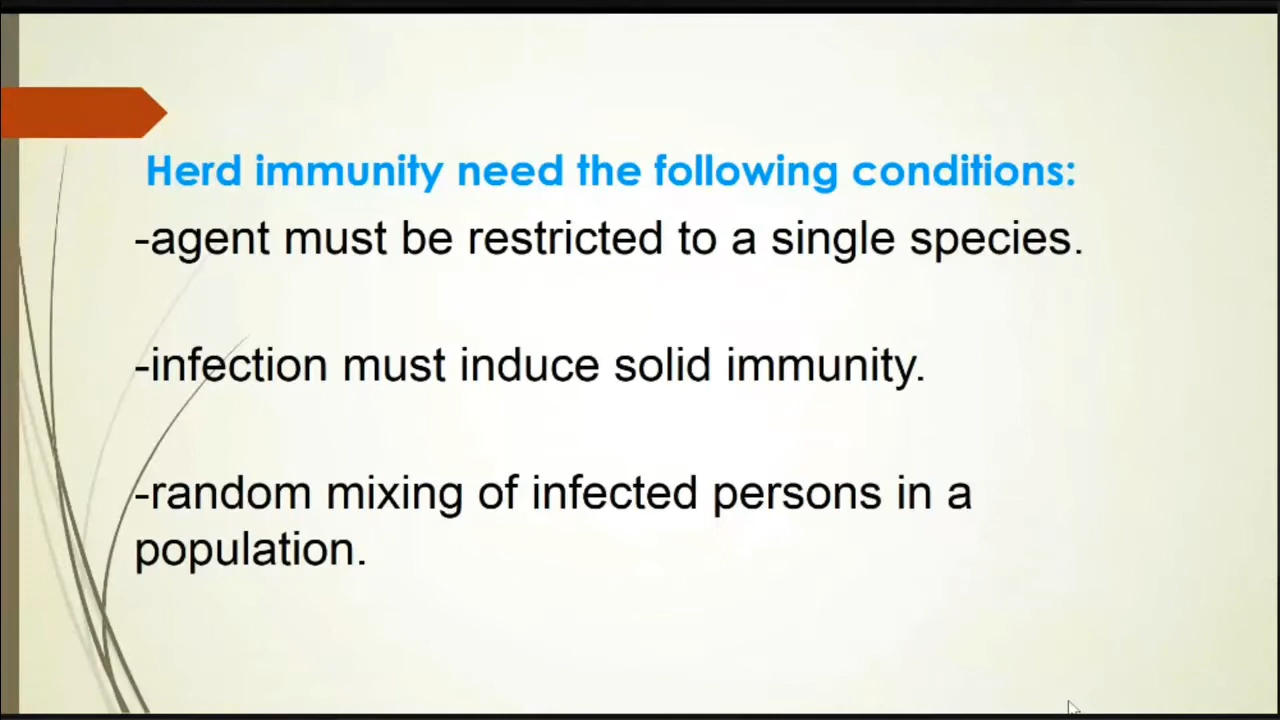 Herd immunity need the following conditions:
-agent must be restricted to a single species.
-infection must induce solid immunity.
-random mixing of infected persons in a
population.